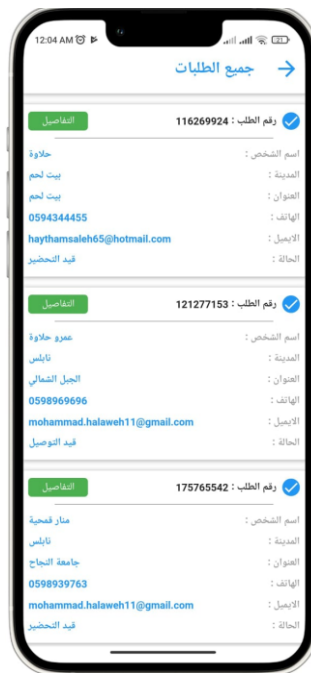 12:04 AM
21
جميع الطلبات
رقم الطلب : 116269924 التفاصيل
اسم الشخص : حلاوة
المدينة : بيت لحم
العنوان : بيت لحم
الهاتف : 0594344455
الايميل : haythamsaleh65@hotmail.com
الحالة : قيد التحضير
رقم الطلب : 121277153 التفاصيل
اسم الشخص : عمرو حلاوة
المدينة : نابلس
العنوان : الجبل الشمالي
الهاتف : 0598969696
الايميل : mohammad.halaweh11@gmail.com
الحالة : قيد التوصيل
رقم الطلب : 175765542 التفاصيل
اسم الشخص : منار قمحية
المدينة : نابلس
العنوان : جامعة النجاح
الهاتف : 0598939763
الايميل : mohammad.halaweh11@gmail.com
الحالة : قيد التحضير